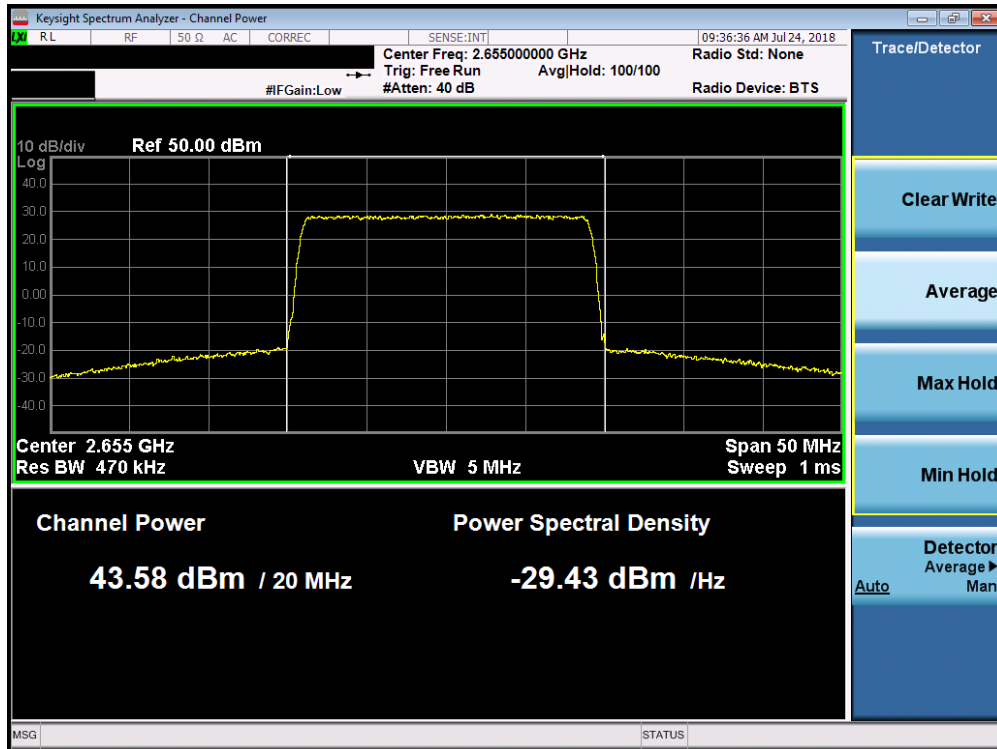 Keysight Spectrum Analyzer - Channel Power
LXI RL RF 50 Ω AC CORREC SENSE:INT 09:36:36 AM Jul 24, 2018
Center Freq: 2.655000000 GHz Radio Std: None
Trig: Free Run Avg|Hold: 100/100
#IFGain:Low #Atten: 40 dB Radio Device: BTS
10 dB/div Ref 50.00 dBm
Log
40.0
30.0
20.0
10.0
0.00
-10.0
-20.0
-30.0
-40.0
Center 2.655 GHz Span 50 MHz
Res BW 470 kHz VBW 5 MHz Sweep 1 ms
Channel Power Power Spectral Density
43.58 dBm / 20 MHz -29.43 dBm /Hz
MSG STATUS
Trace/Detector
Clear Write
Average
Max Hold
Min Hold
Detector
Average
Auto Man